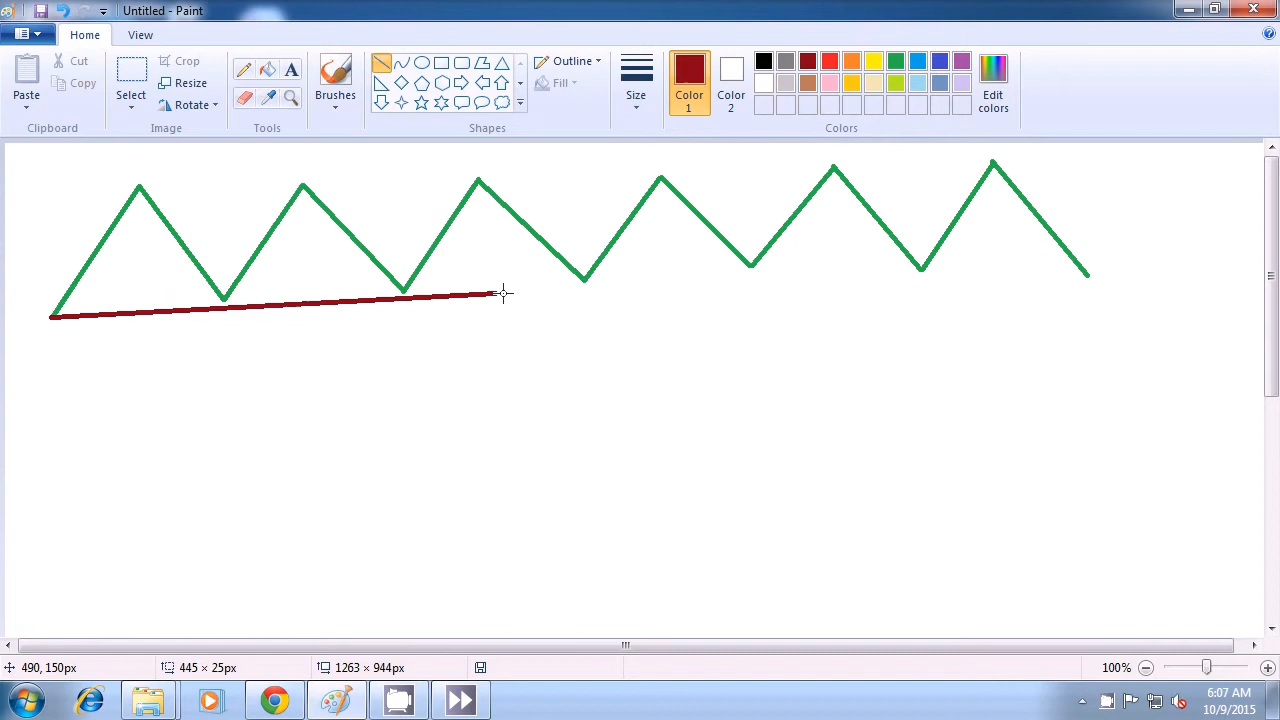 Untitled - Paint
Home View
Paste
Cut
Copy
Clipboard
Select
Crop
Resize
Rotate
Image
A
Tools
Brushes
Outline
Fill
Shapes
Size
Color 1
Color 2
Edit colors
Colors
490, 150px 445 × 25px 1263 × 944px 100%
6:07 AM
10/9/2015